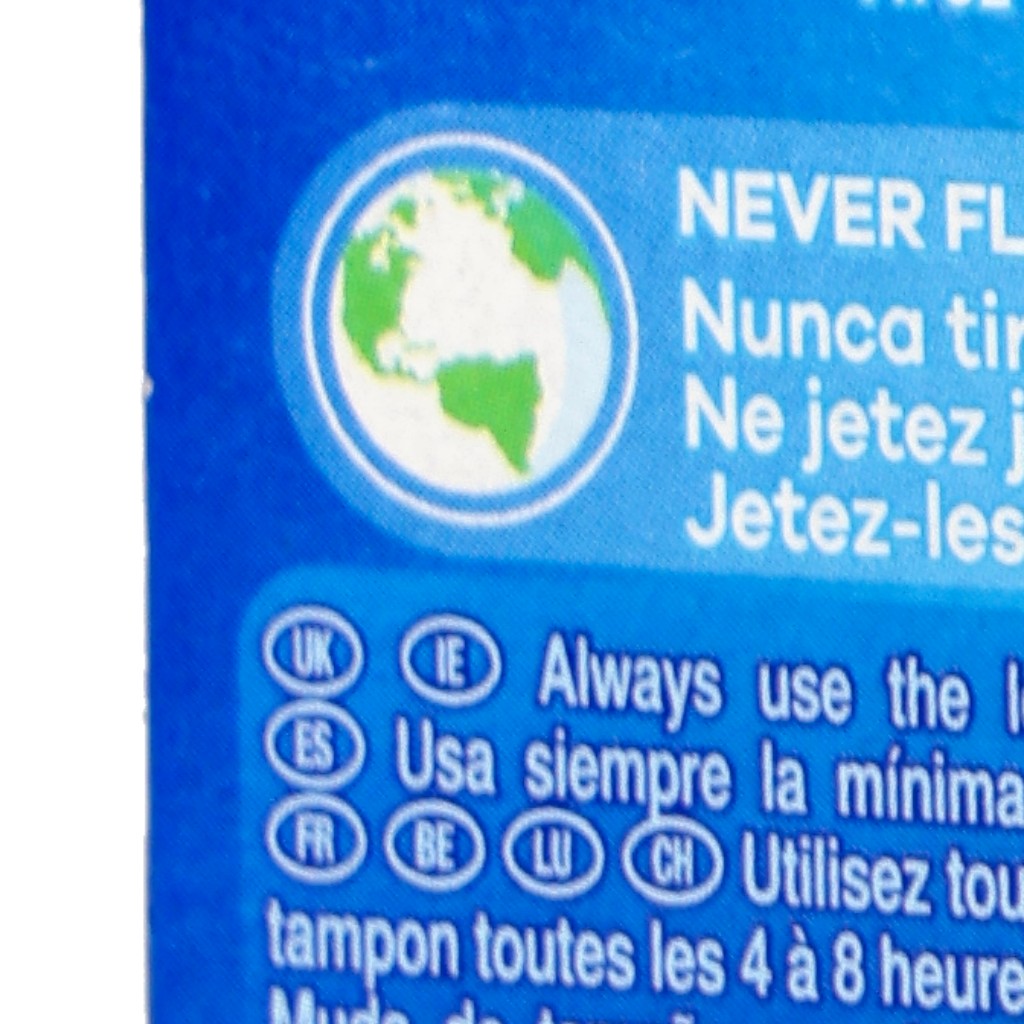 NEVER FL
Nunca tir
Ne jetez j
Jetez-les
UK IE Always use the l
ES Usa siempre la mínima
FR BE LU CH Utilisez tou
tampon toutes les 4 à 8 heure